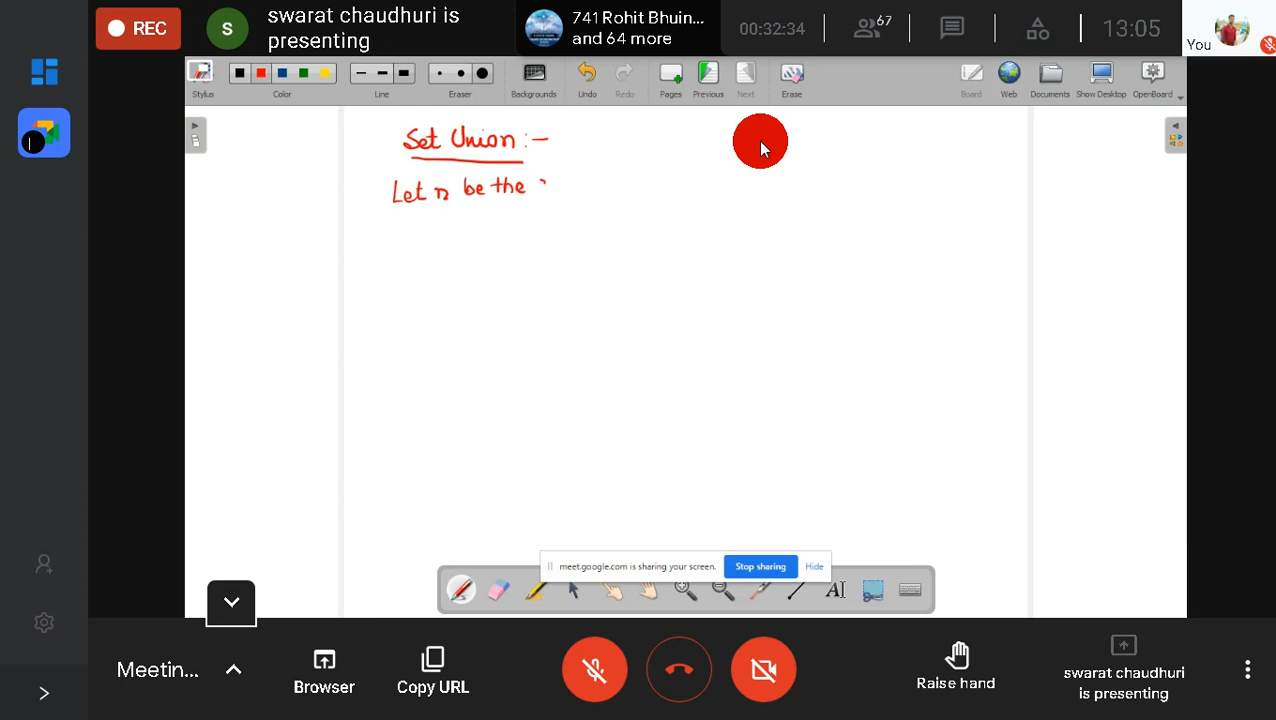 REC
S
swarat chaudhuri is
presenting
741 Rohit Bhuin...
and 64 more
00:32:34
67
13:05
You
Stylus
Color
Line
Eraser
Backgrounds
Undo
Redo
Pages
Previous
Next
Erase
Board
Web
Documents
Show Desktop
OpenBoard
Set Union :-
Let n be the
meet.google.com is sharing your screen.
Stop sharing
Hide
AI
Meetin...
Browser
Copy URL
Raise hand
swarat chaudhuri
is presenting